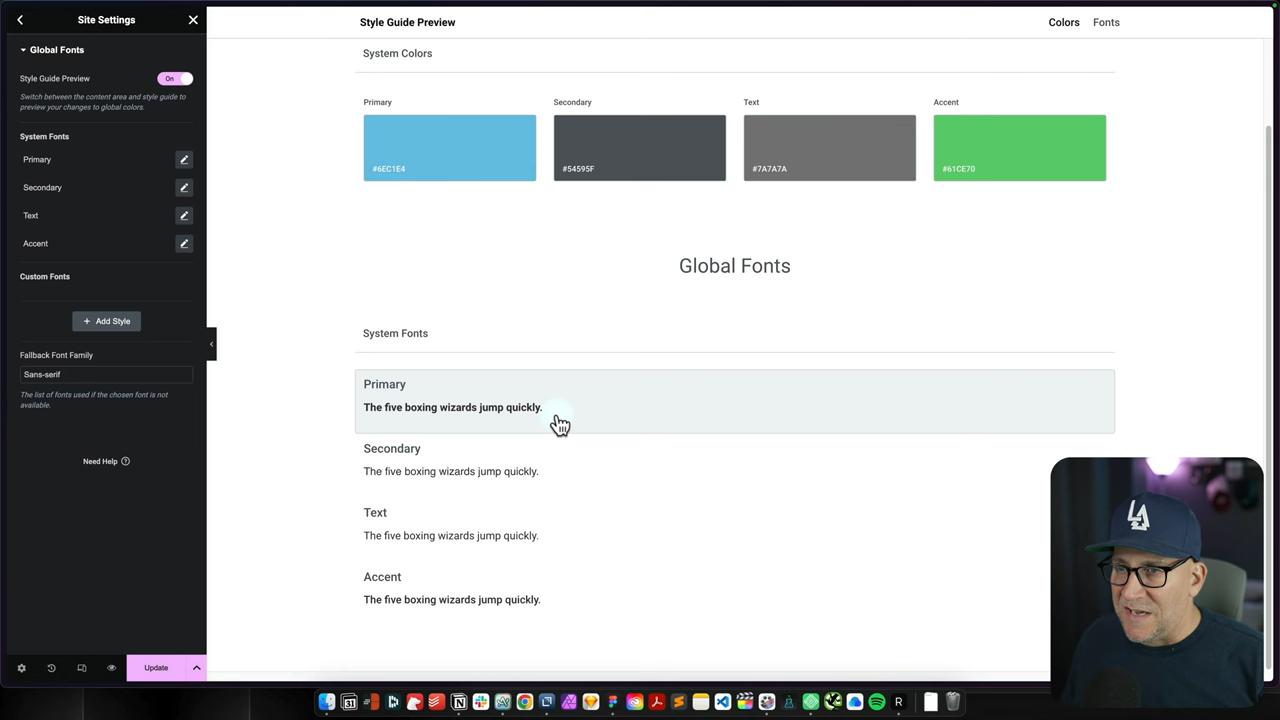 Site Settings
Global Fonts
Style Guide Preview
On
Switch between the content area and style guide to
preview your changes to global colors.
System Fonts
Primary
Secondary
Text
Accent
Custom Fonts
+ Add Style
Fallback Font Family
Sans-serif
The list of fonts used if the chosen font is not
available.
Need Help
Update
Style Guide Preview
Colors
Fonts
System Colors
Primary
Secondary
Text
Accent
#6EC1E4
#54595F
#7A7A7A
#61CE70
Global Fonts
System Fonts
Primary
The five boxing wizards jump quickly.
Secondary
The five boxing wizards jump quickly.
Text
The five boxing wizards jump quickly.
Accent
The five boxing wizards jump quickly.
LA
31